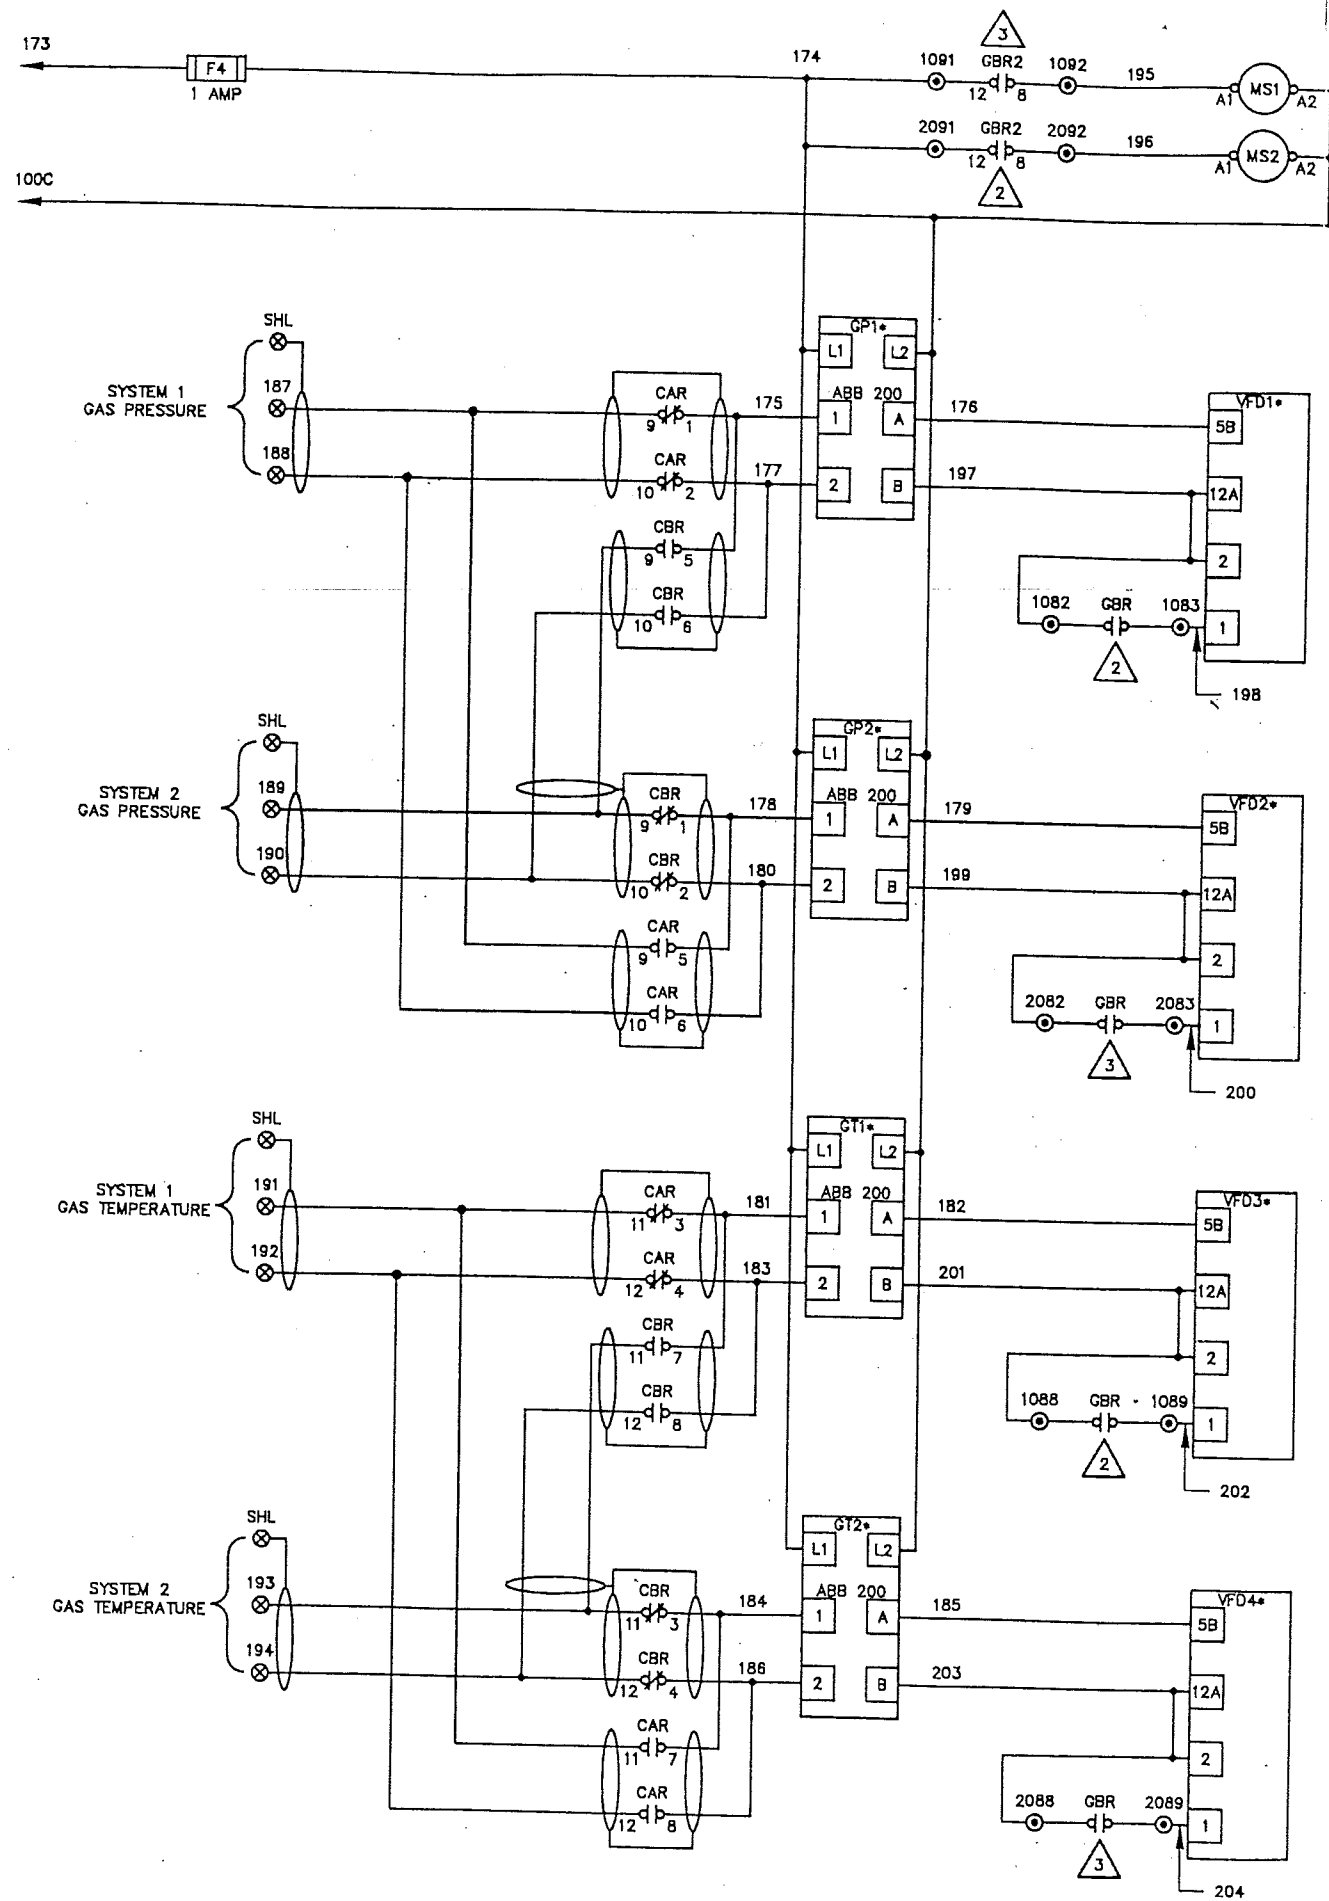 173
F4
1 AMP
174
1091
3
GBR2
12
8
1092
195
A1
MS1
A2
2091
GBR2
12
8
2
2092
196
A1
MS2
A2
100C
SYSTEM 1
GAS PRESSURE
SHL
187
188
CAR
9
1
175
CAR
10
2
177
CBR
9
5
CBR
10
6
GP1*
L1
L2
ABB 200
1
A
2
B
176
197
VFD1*
5B
12A
2
1
1082
GBR
1083
2
198
SYSTEM 2
GAS PRESSURE
SHL
189
190
CBR
9
1
178
CBR
10
2
180
CAR
9
5
CAR
10
6
GP2*
L1
L2
ABB 200
1
A
2
B
179
199
VFD2*
5B
12A
2
1
2082
GBR
2083
3
200
SYSTEM 1
GAS TEMPERATURE
SHL
191
192
CAR
11
3
181
CAR
12
4
183
CBR
11
7
CBR
12
8
GT1*
L1
L2
ABB 200
1
A
2
B
182
201
VFD3*
5B
12A
2
1
1088
GBR
1089
2
202
SYSTEM 2
GAS TEMPERATURE
SHL
193
194
CBR
11
3
184
CBR
12
4
186
CAR
11
7
CAR
12
8
GT2*
L1
L2
ABB 200
1
A
2
B
185
203
VFD4*
5B
12A
2
1
2088
GBR
2089
3
204